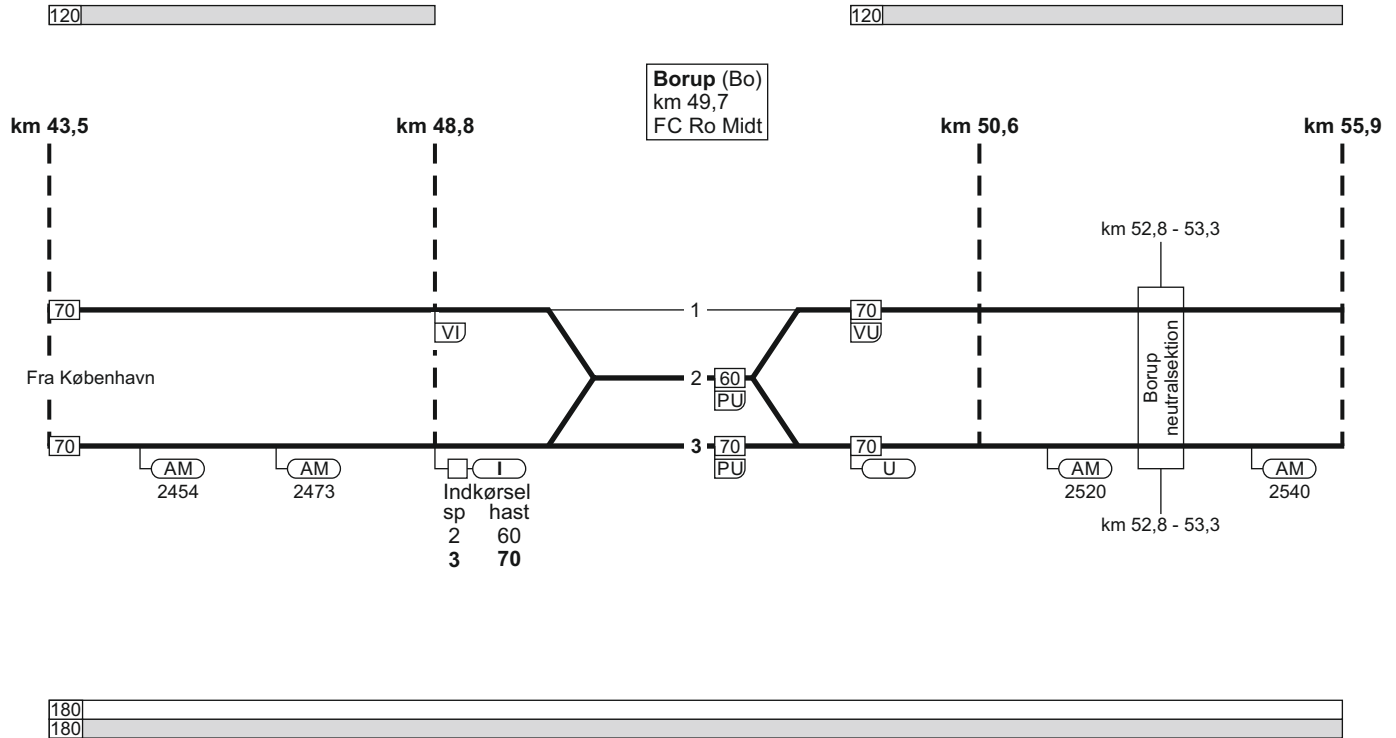 120
120
Borup (Bo)
km 49,7
FC Ro Midt
km 43,5
km 48,8
km 50,6
km 55,9
km 52,8 - 53,3
70
1
70
VI
VU
Fra København
2
60
PU
Borup
neutralsektion
70
3
70
70
PU
AM
2454
AM
2473
I
U
AM
2520
AM
2540
Indkørsel
sp hast
2 60
3 70
km 52,8 - 53,3
180
180